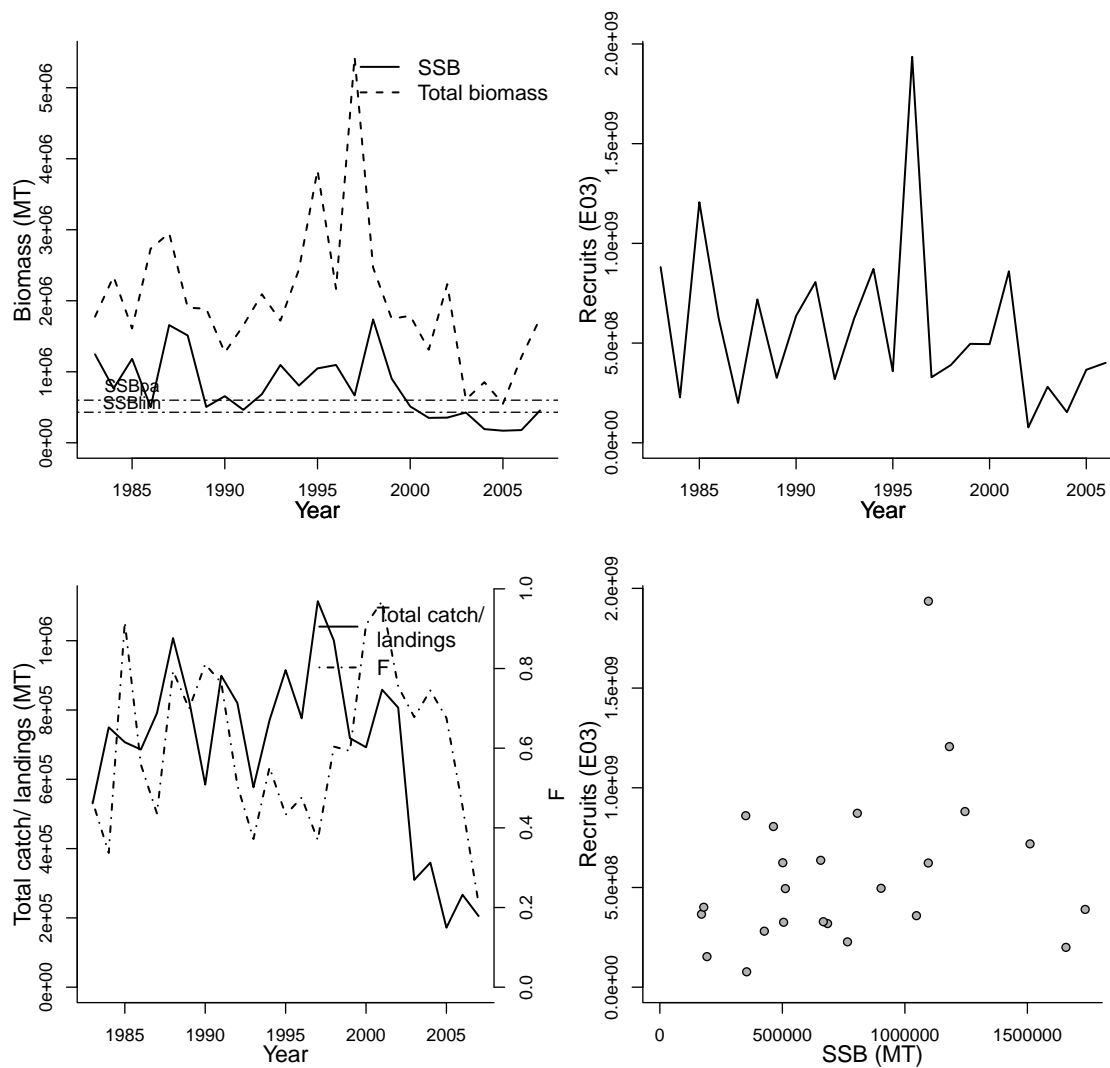 SSB
Total biomass
SSBpa
SSBlim
Biomass (MT)
0e+00
1e+06
2e+06
3e+06
4e+06
5e+06
1985
1990
1995
2000
2005
Year
Recruits (E03)
0.0e+00
5.0e+08
1.0e+09
1.5e+09
2.0e+09
1985
1990
1995
2000
2005
Year
Total catch/
landings
F
Total catch/ landings (MT)
0e+00
2e+05
4e+05
6e+05
8e+05
1e+06
0.0
0.2
0.4
0.6
0.8
1.0
F
1985
1990
1995
2000
2005
Year
Recruits (E03)
0.0e+00
5.0e+08
1.0e+09
1.5e+09
2.0e+09
0
500000
1000000
1500000
SSB (MT)